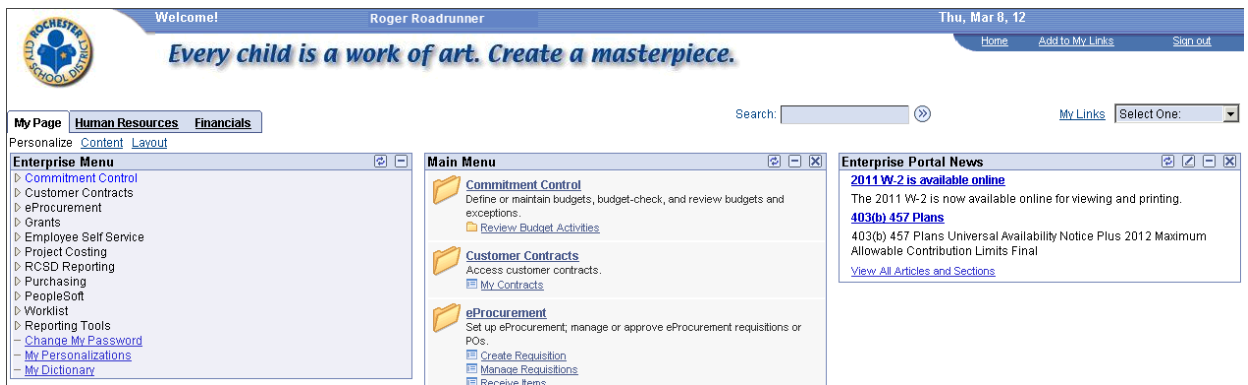 Welcome!
Roger Roadrunner
Thu, Mar 8, 12
ROCHESTER
CITY SCHOOL DISTRICT
Every child is a work of art. Create a masterpiece.
Home Add to My Links Sign out
Search:
My Links Select One:
My Page Human Resources Financials
Personalize Content Layout
Enterprise Menu
Commitment Control
Customer Contracts
eProcurement
Grants
Employee Self Service
Project Costing
RCSD Reporting
Purchasing
PeopleSoft
Worklist
Reporting Tools
Change My Password
My Personalizations
My Dictionary
Main Menu
Commitment Control
Define or maintain budgets, budget-check, and review budgets and
exceptions.
Review Budget Activities
Customer Contracts
Access customer contracts.
My Contracts
eProcurement
Set up eProcurement; manage or approve eProcurement requisitions or
POs.
Create Requisition
Manage Requisitions
Receive Items
Enterprise Portal News
2011 W-2 is available online
The 2011 W-2 is now available online for viewing and printing.
403(b) 457 Plans
403(b) 457 Plans Universal Availability Notice Plus 2012 Maximum
Allowable Contribution Limits Final
View All Articles and Sections